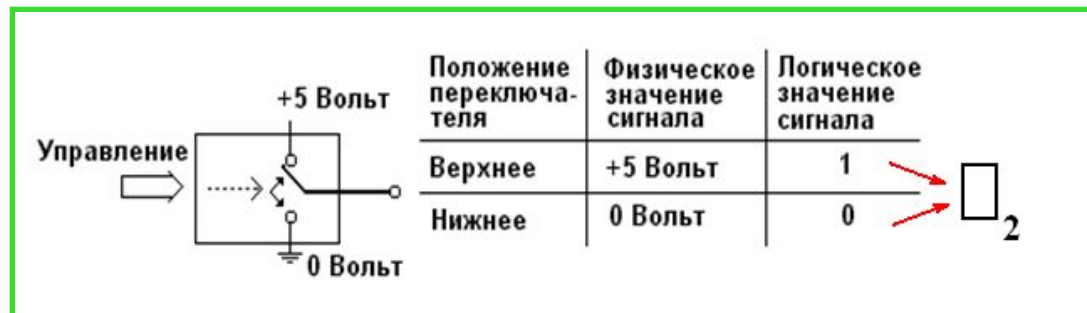 +5 Вольт
Управление
0 Вольт
Положение
переключа-
теля
Физическое
значение
сигнала
Логическое
значение
сигнала
Верхнее
+5 Вольт
1
Нижнее
0 Вольт
0
2